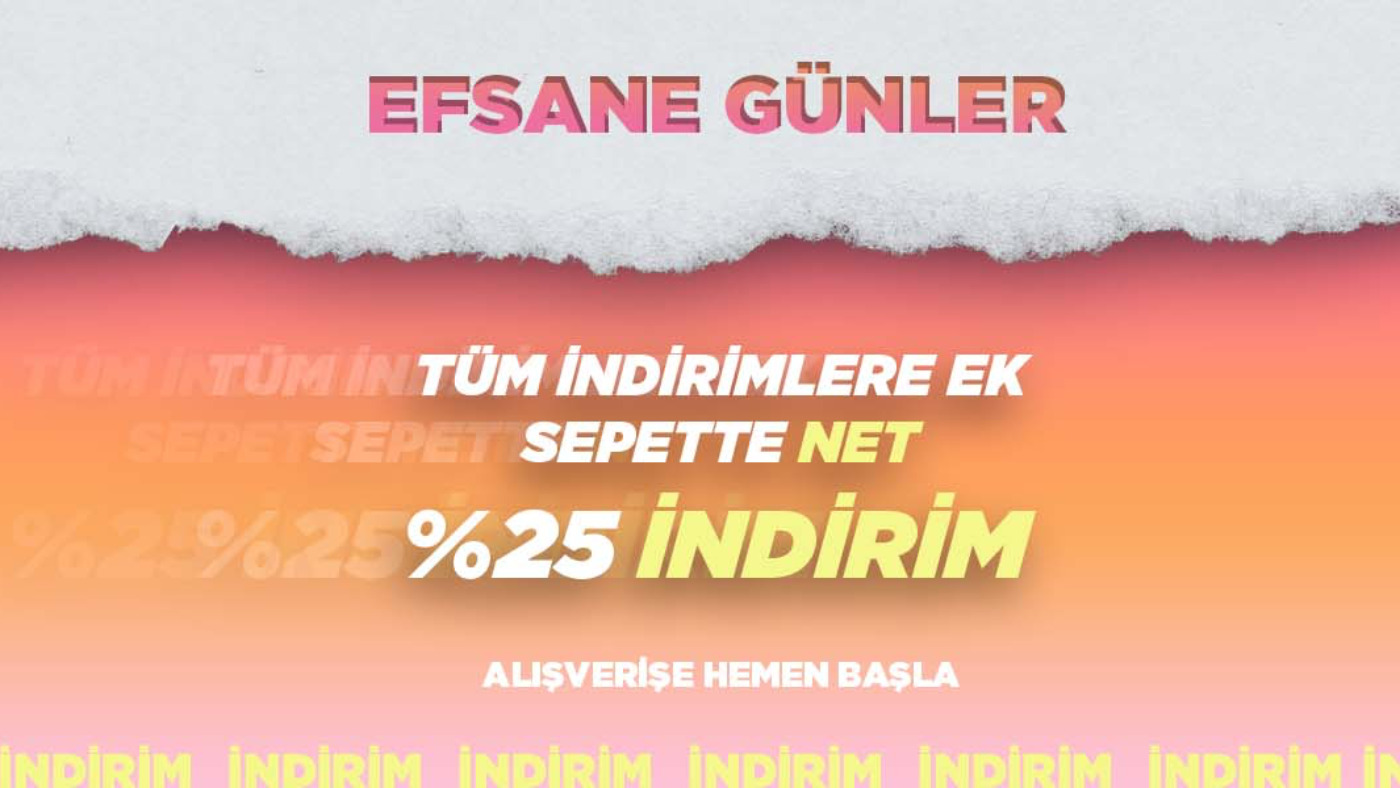 EFSANE GÜNLER
TÜM İNDİRİMLERE EK
SEPETTE NET
%25 İNDİRİM
ALIŞVERİŞE HEMEN BAŞLA
İNDİRİM İNDİRİM İNDİRİM İNDİRİM İNDİRİM İNDİRİM İN